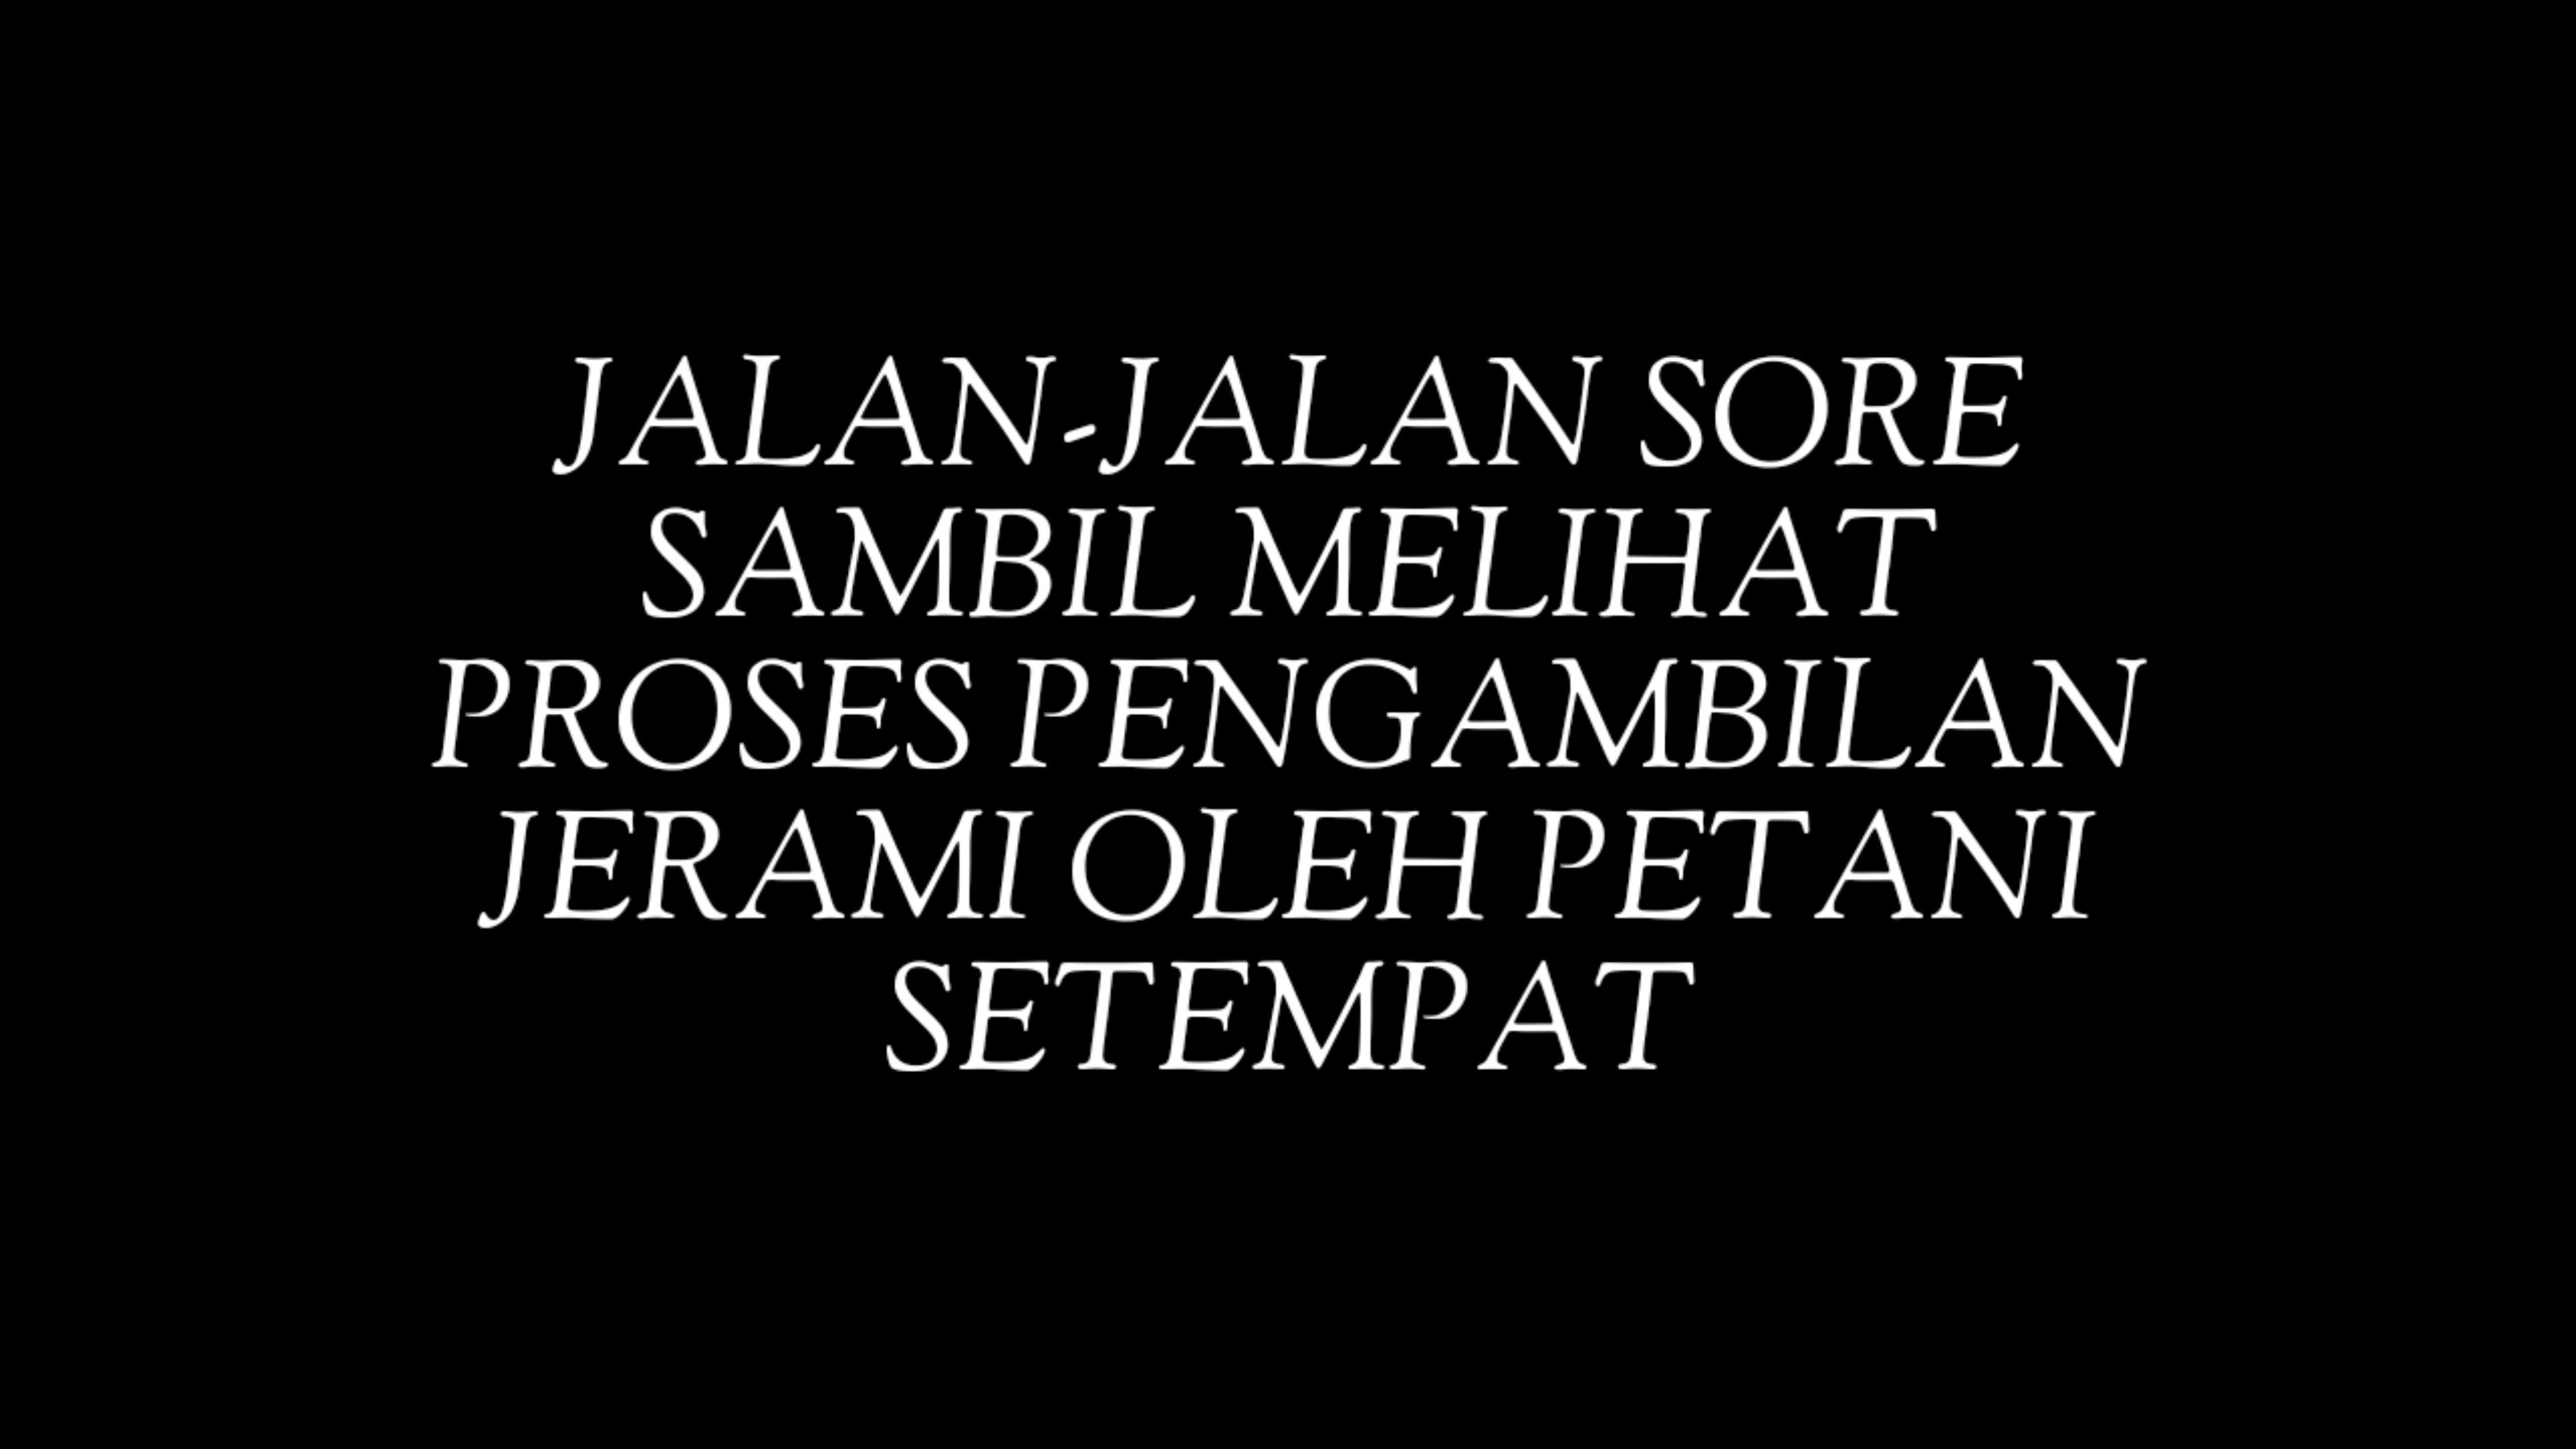 JALAN-JALAN SORE
SAMBIL MELIHAT
PROSES PENGAMBILAN
JERAMI OLEH PETANI
SETEMPAT